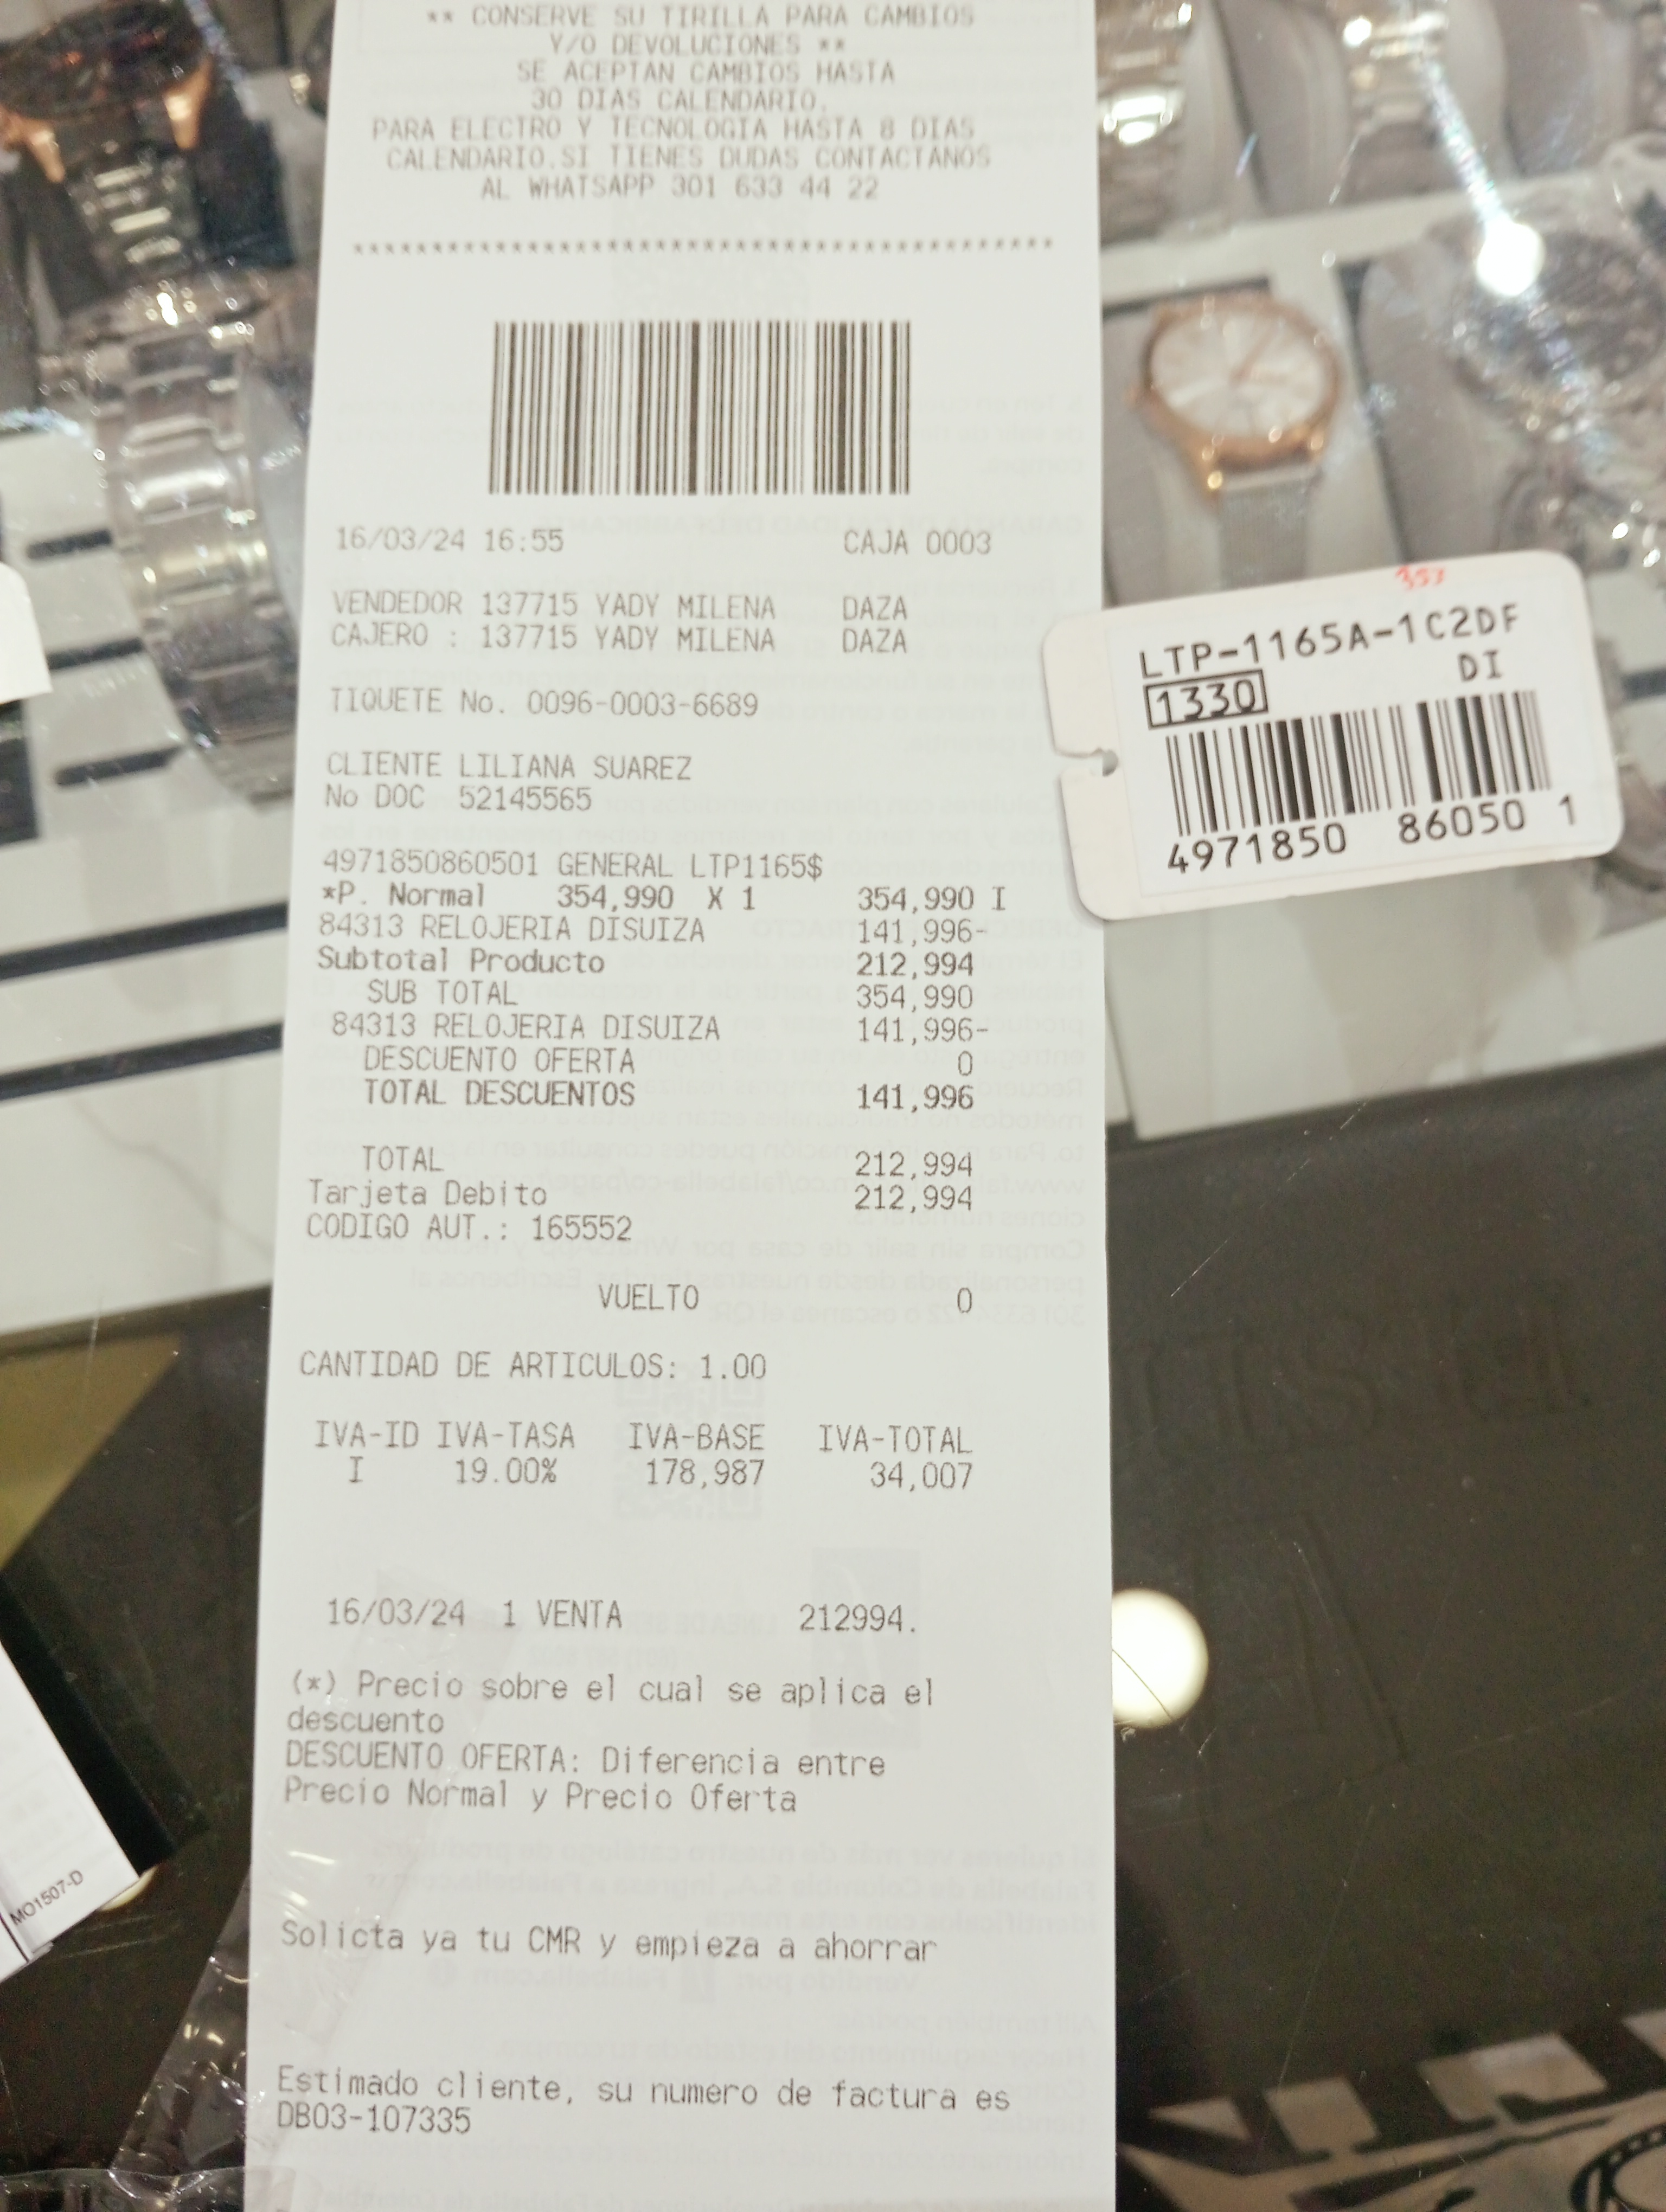 ** CONSERVE SU TIRILLA PARA CAMBIOS
Y/O DEVOLUCIONES **
SE ACEPTAN CAMBIOS HASTA
30 DIAS CALENDARIO.
PARA ELECTRO Y TECNOLOGIA HASTA 8 DIAS
CALENDARIO.SI TIENES DUDAS CONTACTANOS
AL WHATSAPP 301 633 44 22
16/03/24 16:55 CAJA 0003
VENDEDOR 137715 YADY MILENA DAZA
CAJERO : 137715 YADY MILENA DAZA
TIQUETE No. 0096-0003-6689
CLIENTE LILIANA SUAREZ
No DOC 52145565
4971850860501 GENERAL LTP1165$
*P. Normal 354,990 X 1 354,990 I
84313 RELOJERIA DISUIZA 141,996-
Subtotal Producto 212,994
SUB TOTAL 354,990
84313 RELOJERIA DISUIZA 141,996-
DESCUENTO OFERTA 0
TOTAL DESCUENTOS 141,996
TOTAL 212,994
Tarjeta Debito 212,994
CODIGO AUT.: 165552
VUELTO 0
CANTIDAD DE ARTICULOS: 1.00
IVA-ID IVA-TASA IVA-BASE IVA-TOTAL
I 19.00% 178,987 34,007
16/03/24 1 VENTA 212994.
(*) Precio sobre el cual se aplica el
descuento
DESCUENTO OFERTA: Diferencia entre
Precio Normal y Precio Oferta
Solicta ya tu CMR y empieza a ahorrar
Estimado cliente, su numero de factura es
DB03-107335
LTP-1165A-1C2DF
1330 DI
4971850 86050 1
MO1507-D